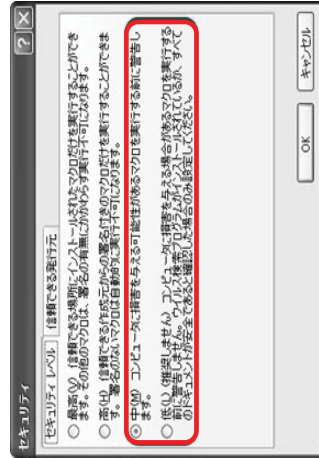 セキュリティ
セキュリティ レベル 信頼できる発行元
最高(V) 信頼できる場所にインストールされたマクロだけを実行することができ
ます。その他のマクロは、署名の有無にかかわらず実行不可になります。
高(H) 信頼できる作成元からの署名付きのマクロだけを実行することができま
す。署名のないマクロは自動的に実行不可になります。
中(M) コンピュータに損害を与える可能性があるマクロを実行する前に警告し
ます。
低(L) (推奨しません) コンピュータに損害を与える場合があるマクロを実行する
前に警告しません。ウイルス検索プログラムがインストールされているか、すべて
のドキュメントが安全であると確認した場合のみ設定してください。
OK キャンセル